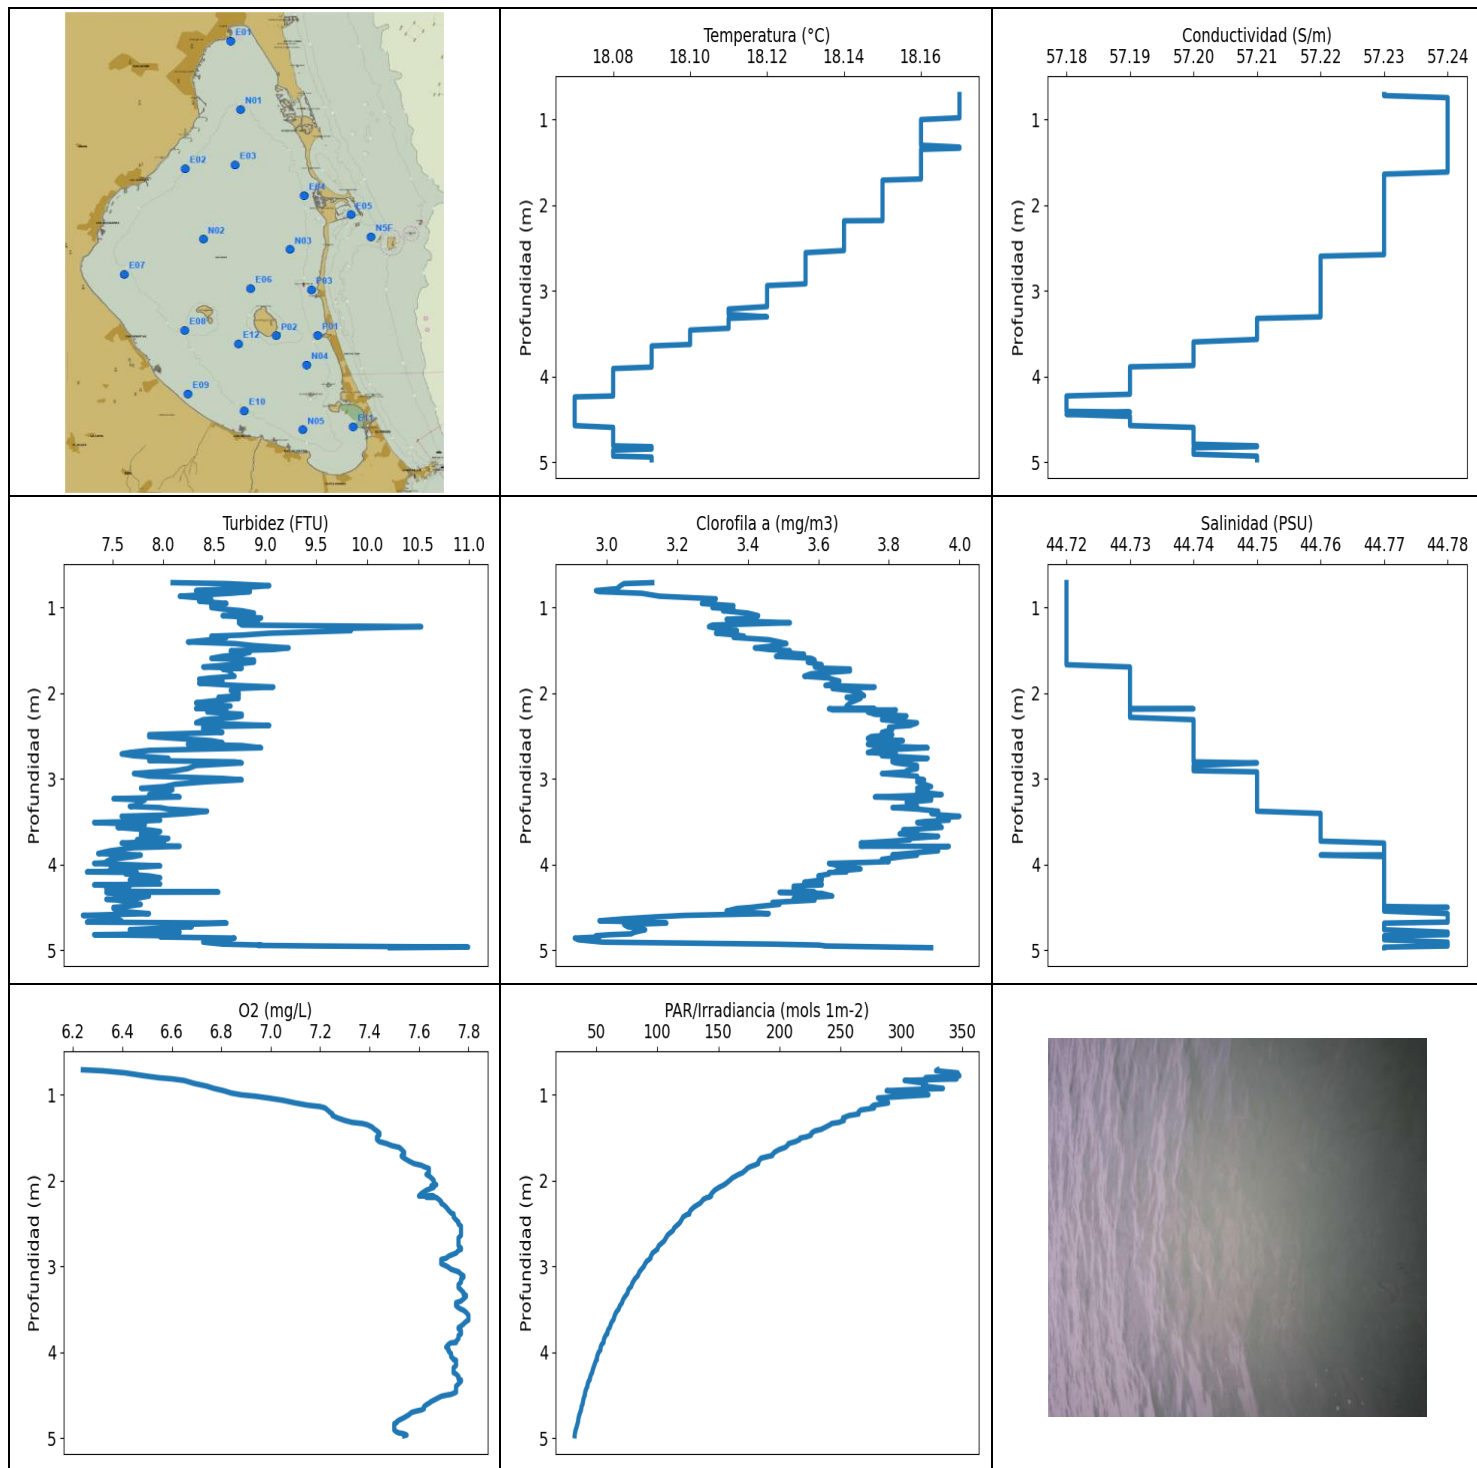 E01
N01
E02
E03
E04
E05
N5F
N02
N03
E07
E06
P03
E08
E12
P02
P01
N04
E09
E10
N05
E11
Temperatura (°C)
18.08 18.10 18.12 18.14 18.16
Profundidad (m)
1
2
3
4
5
Conductividad (S/m)
57.18 57.19 57.20 57.21 57.22 57.23 57.24
Profundidad (m)
1
2
3
4
5
Turbidez (FTU)
7.5 8.0 8.5 9.0 9.5 10.0 10.5 11.0
Profundidad (m)
1
2
3
4
5
Clorofila a (mg/m3)
3.0 3.2 3.4 3.6 3.8 4.0
Profundidad (m)
1
2
3
4
5
Salinidad (PSU)
44.72 44.73 44.74 44.75 44.76 44.77 44.78
Profundidad (m)
1
2
3
4
5
O2 (mg/L)
6.2 6.4 6.6 6.8 7.0 7.2 7.4 7.6 7.8
Profundidad (m)
1
2
3
4
5
PAR/Irradiancia (mols 1m-2)
50 100 150 200 250 300 350
Profundidad (m)
1
2
3
4
5